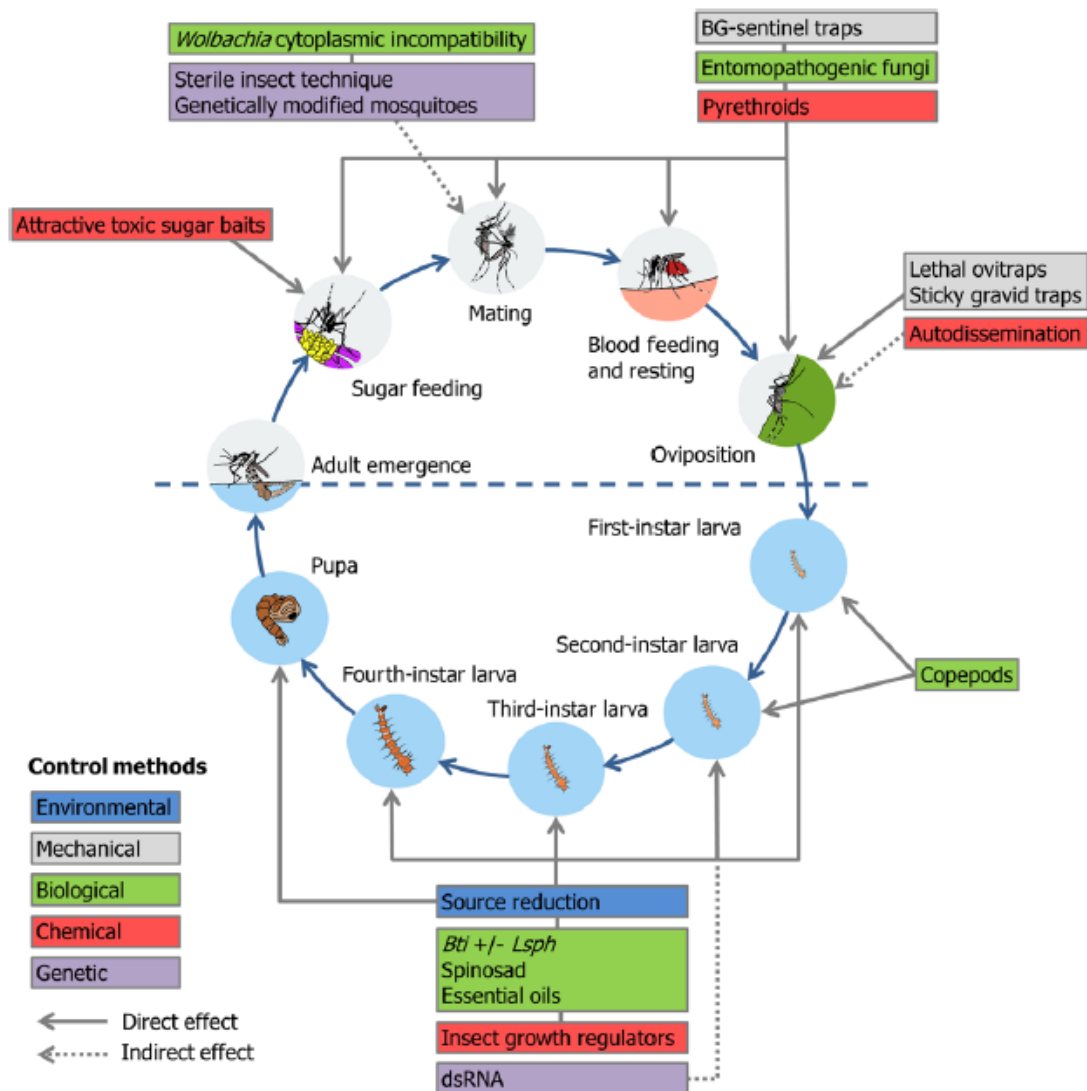 Wolbachia cytoplasmic incompatibility
Sterile insect technique
Genetically modified mosquitoes
BG-sentinel traps
Entomopathogenic fungi
Pyrethroids
Attractive toxic sugar baits
Lethal ovitraps
Sticky gravid traps
Autodissemination
Mating
Blood feeding
and resting
Sugar feeding
Oviposition
Adult emergence
First-instar larva
Pupa
Second-instar larva
Fourth-instar larva
Third-instar larva
Copepods
Control methods
Environmental
Mechanical
Biological
Chemical
Genetic
Direct effect
Indirect effect
Source reduction
Bti +/- Lsph
Spinosad
Essential oils
Insect growth regulators
dsRNA